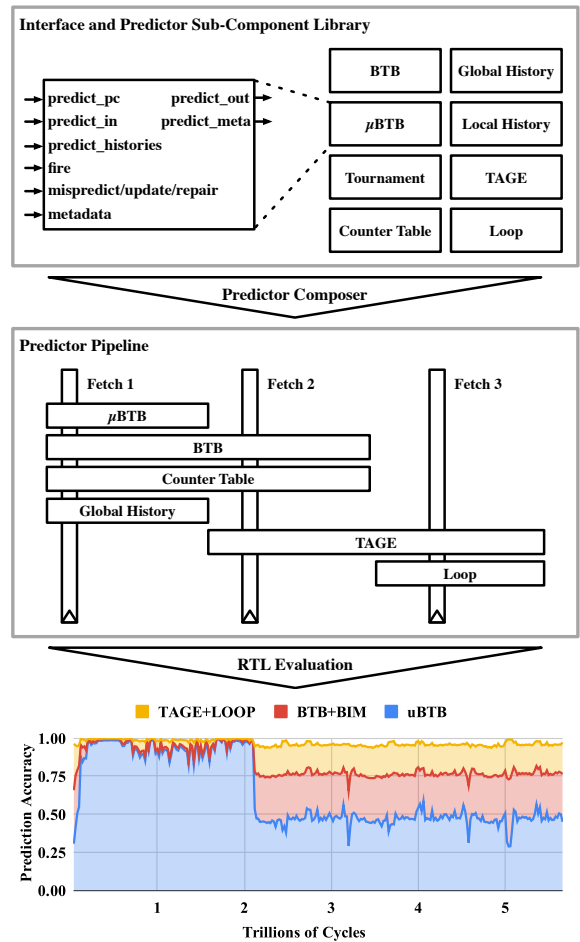 Interface and Predictor Sub-Component Library
predict_pc predict_out
predict_in predict_meta
predict_histories
fire
mispredict/update/repair
metadata
BTB Global History
μBTB Local History
Tournament TAGE
Counter Table Loop
Predictor Composer
Predictor Pipeline
Fetch 1 Fetch 2 Fetch 3
μBTB
BTB
Counter Table
Global History
TAGE
Loop
RTL Evaluation
TAGE+LOOP BTB+BIM uBTB
Prediction Accuracy
1.00
0.75
0.50
0.25
0.00
1 2 3 4 5
Trillions of Cycles